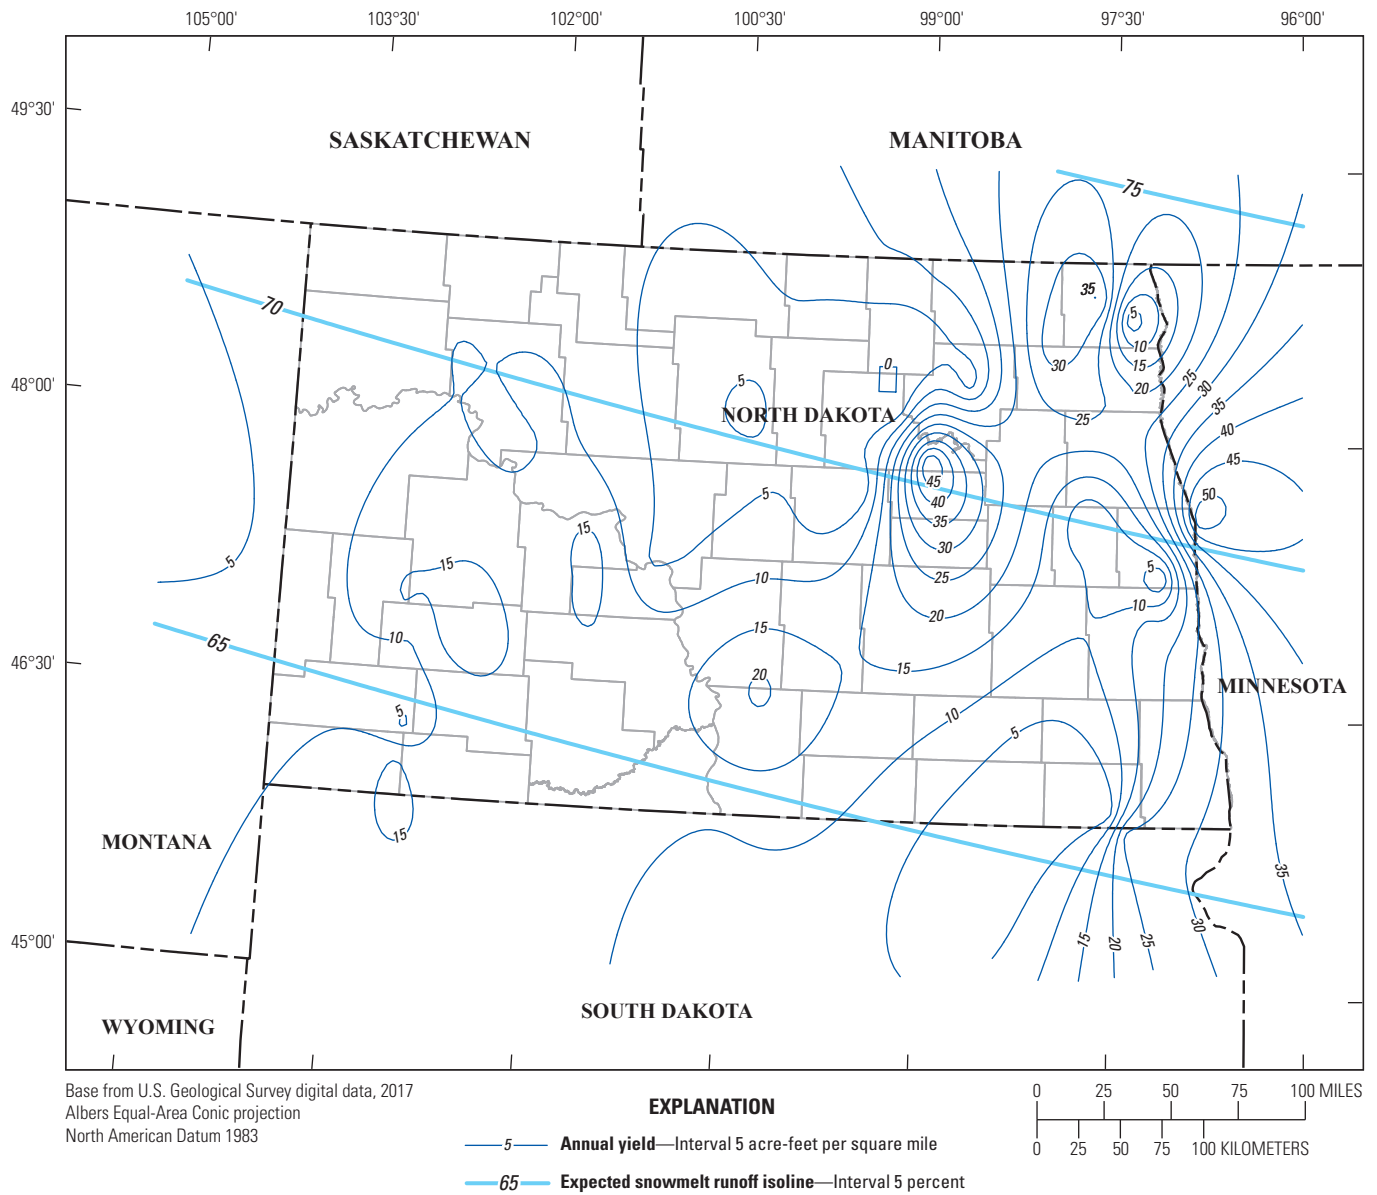 105°00' 103°30' 102°00' 100°30' 99°00' 97°30' 96°00'
49°30'
SASKATCHEWAN MANITOBA
75
70 35
5
48°00' 0 10
15
30 20 25 30
5 25 35
NORTH DAKOTA 40
45
45
5 40 50
15 35
30
5 15 10 25 5
20 10
65 10 15
15
20 MINNESOTA
5 10
5
MONTANA 15
35
45°00' 15 20 25 30
46°30'
SOUTH DAKOTA
WYOMING
Base from U.S. Geological Survey digital data, 2017
Albers Equal-Area Conic projection
North American Datum 1983
EXPLANATION
5 Annual yield—Interval 5 acre-feet per square mile
65 Expected snowmelt runoff isoline—Interval 5 percent
0 25 50 75 100 MILES
0 25 50 75 100 KILOMETERS